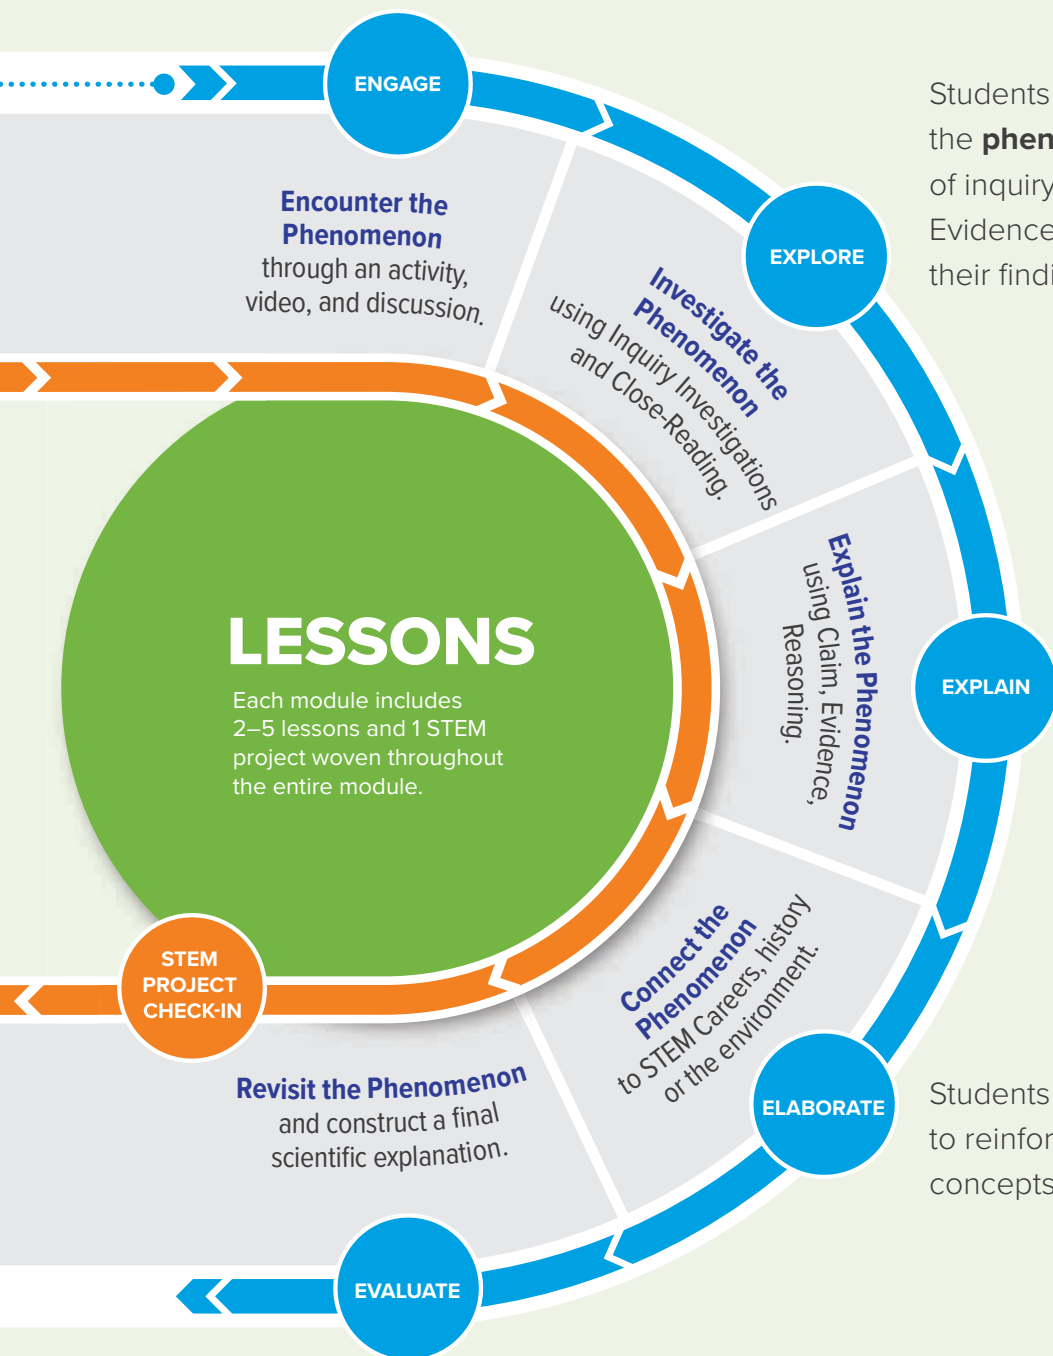 ENGAGE
Encounter the
Phenomenon
through an activity,
video, and discussion.
EXPLORE
Investigate the
Phenomenon
using Inquiry Investigations
and Close-Reading.
Students
the
of inquiry
Evidence
their
EXPLAIN
Explain the Phenomenon
using Claim, Evidence,
Reasoning.
LESSONS
Each module includes
2–5 lessons and 1 STEM
project woven throughout
the entire module.
ELABORATE
Connect the
Phenomenon
to STEM Careers, history
or the environment.
Students
to
concepts
STEM
PROJECT
CHECK-IN
EVALUATE
Revisit the Phenomenon
and construct a final
scientific explanation.